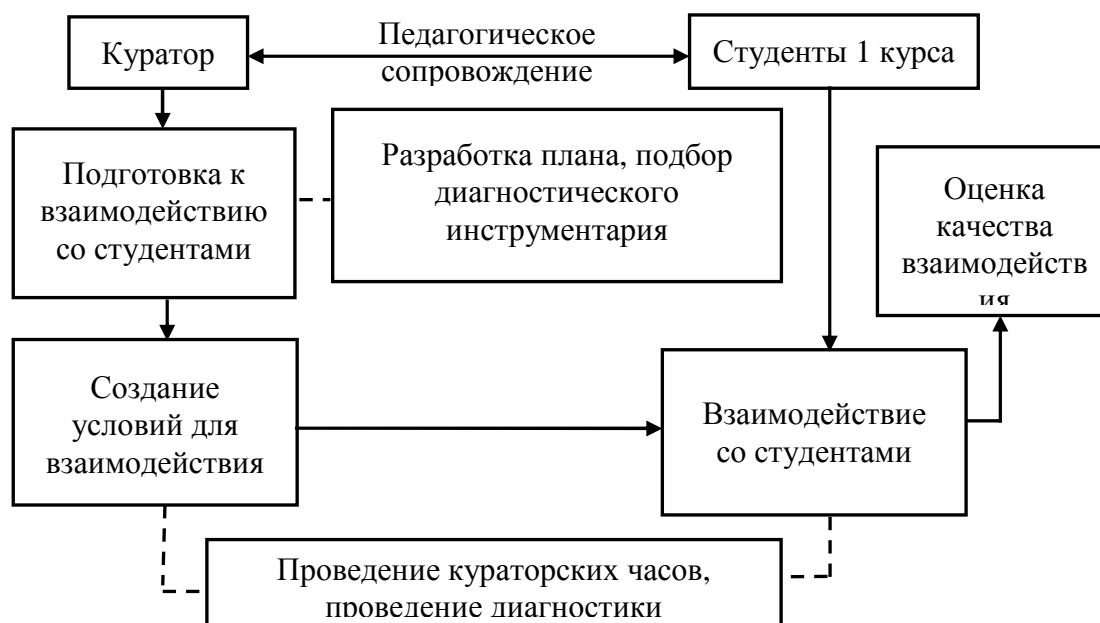 Куратор
Педагогическое
сопровождение
Студенты 1 курса
Подготовка к
взаимодействию
со студентами
Разработка плана, подбор
диагностического
инструментария
Оценка
качества
взаимодейств
ия
Создание
условий для
взаимодействия
Взаимодействие
со студентами
Проведение кураторских часов,
проведение диагностики